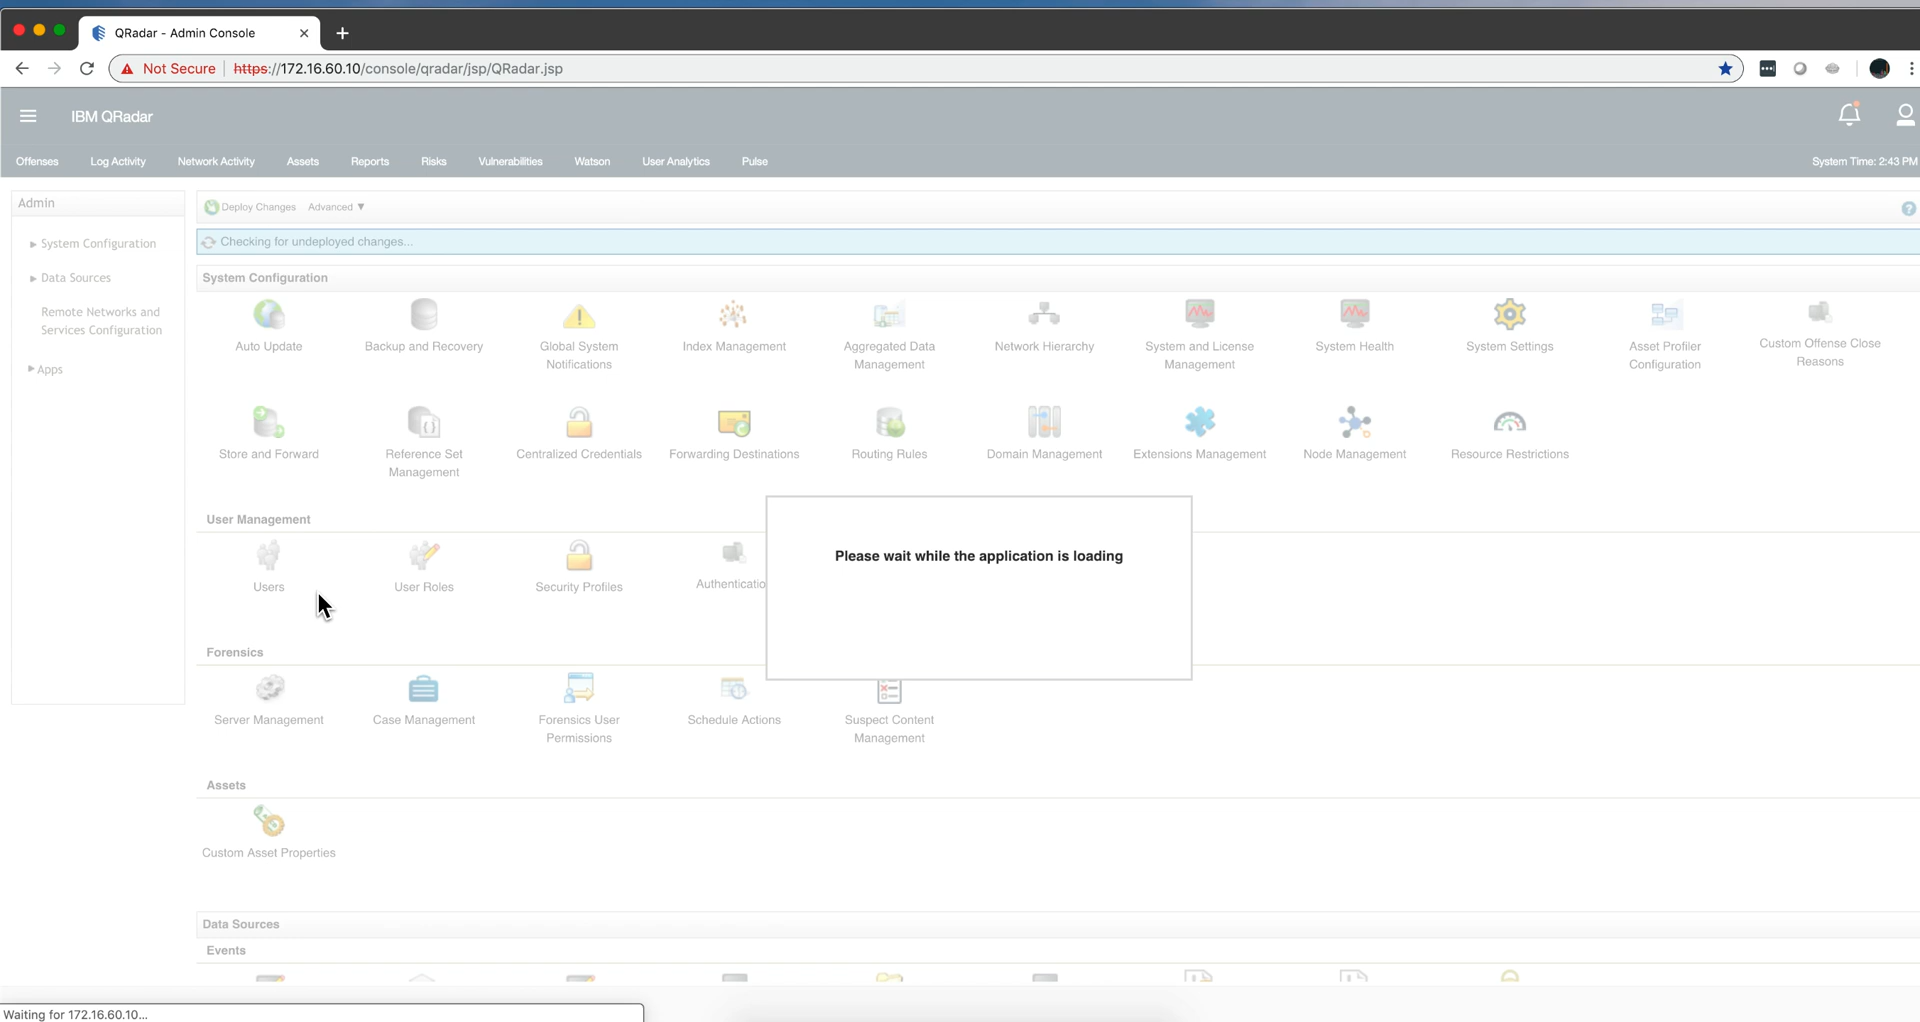 QRadar - Admin Console
Not Secure
https://172.16.60.10/console/qradar/jsp/QRadar.jsp
IBM QRadar
Offenses Log Activity Network Activity Assets Reports Risks Vulnerabilities Watson User Analytics Pulse System Time: 2:43 PM
Admin
System Configuration
Data Sources
Remote Networks and
Services Configuration
Apps
Deploy Changes Advanced ▼
Checking for undeployed changes...
System Configuration
Auto Update
Backup and Recovery
Global System
Notifications
Index Management
Aggregated Data
Management
Network Hierarchy
System and License
Management
System Health
System Settings
Asset Profiler
Configuration
Custom Offense Close
Reasons
Store and Forward
Reference Set
Management
Centralized Credentials
Forwarding Destinations
Routing Rules
Domain Management
Extensions Management
Node Management
Resource Restrictions
User Management
Users
User Roles
Security Profiles
Authenticatio
Please wait while the application is loading
Forensics
Server Management
Case Management
Forensics User
Permissions
Schedule Actions
Suspect Content
Management
Assets
Custom Asset Properties
Data Sources
Events
Waiting for 172.16.60.10...